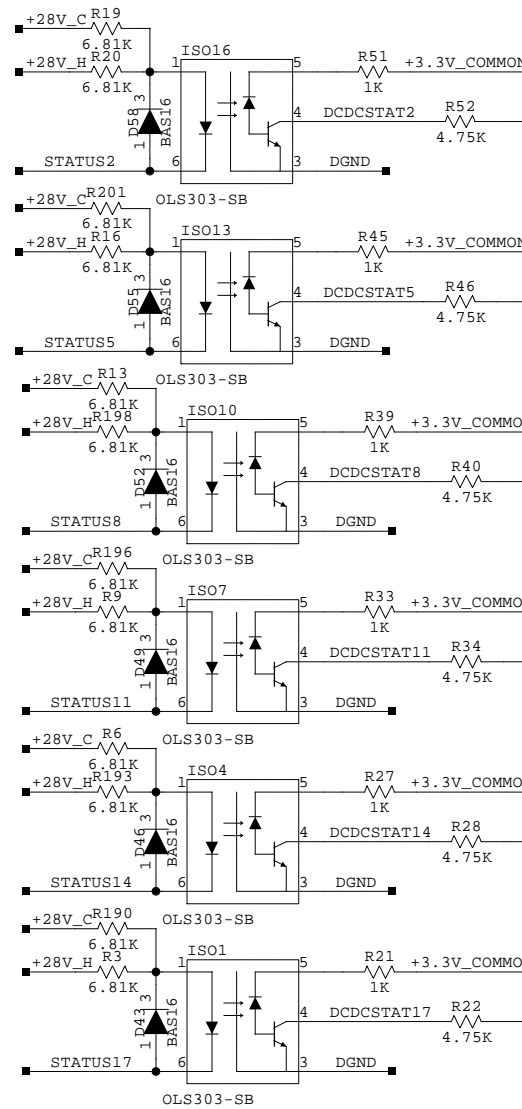 +28V_C R19
6.81K
+28V_H R20
6.81K
ISO16
1 5
R51
1K
+3.3V_COMMON
D58
3
1
BAS16
4
DCDCSTAT2
R52
4.75K
STATUS2
6 3
DGND
OLS303-SB
+28V_C R201
6.81K
+28V_H R16
6.81K
ISO13
1 5
R45
1K
+3.3V_COMMON
D55
3
1
BAS16
4
DCDCSTAT5
R46
4.75K
STATUS5
6 3
DGND
OLS303-SB
+28V_C R13
6.81K
+28V_H R198
6.81K
ISO10
1 5
R39
1K
+3.3V_COMMON
D52
3
1
BAS16
4
DCDCSTAT8
R40
4.75K
STATUS8
6 3
DGND
OLS303-SB
+28V_C R196
6.81K
+28V_H R9
6.81K
ISO7
1 5
R33
1K
+3.3V_COMMON
D49
3
1
BAS16
4
DCDCSTAT11
R34
4.75K
STATUS11
6 3
DGND
OLS303-SB
+28V_C R6
6.81K
+28V_H R193
6.81K
ISO4
1 5
R27
1K
+3.3V_COMMON
D46
3
1
BAS16
4
DCDCSTAT14
R28
4.75K
STATUS14
6 3
DGND
OLS303-SB
+28V_C R190
6.81K
+28V_H R3
6.81K
ISO1
1 5
R21
1K
+3.3V_COMMON
D43
3
1
BAS16
4
DCDCSTAT17
R22
4.75K
STATUS17
6 3
DGND
OLS303-SB